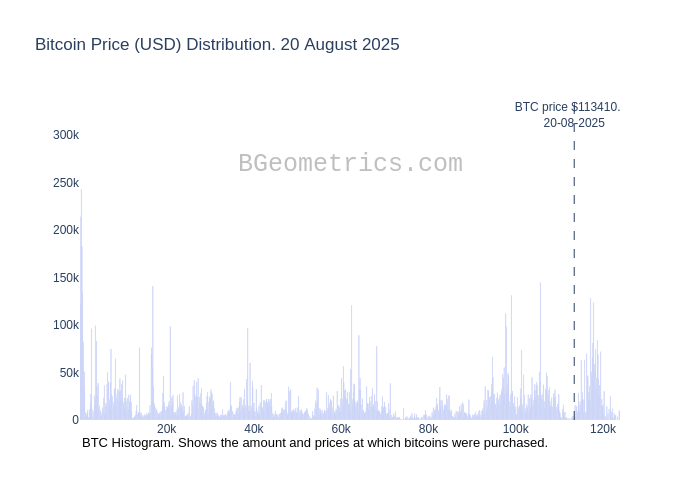 Bitcoin Price (USD) Distribution. 20 August 2025
BTC price $113410.
20-08-2025
BGeometrics.com
300k
250k
200k
150k
100k
50k
0
20k 40k 60k 80k 100k 120k
BTC Histogram. Shows the amount and prices at which bitcoins were purchased.